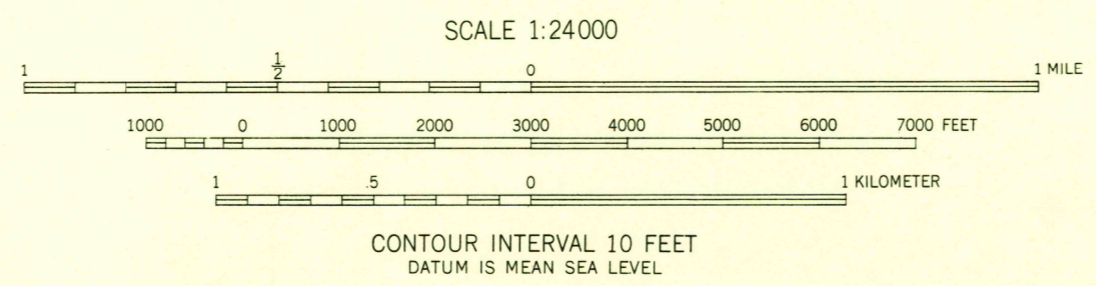 SCALE 1:24000
1 1/2 0 1 MILE
1000 0 1000 2000 3000 4000 5000 6000 7000 FEET
1 .5 0 1 KILOMETER
CONTOUR INTERVAL 10 FEET
DATUM IS MEAN SEA LEVEL